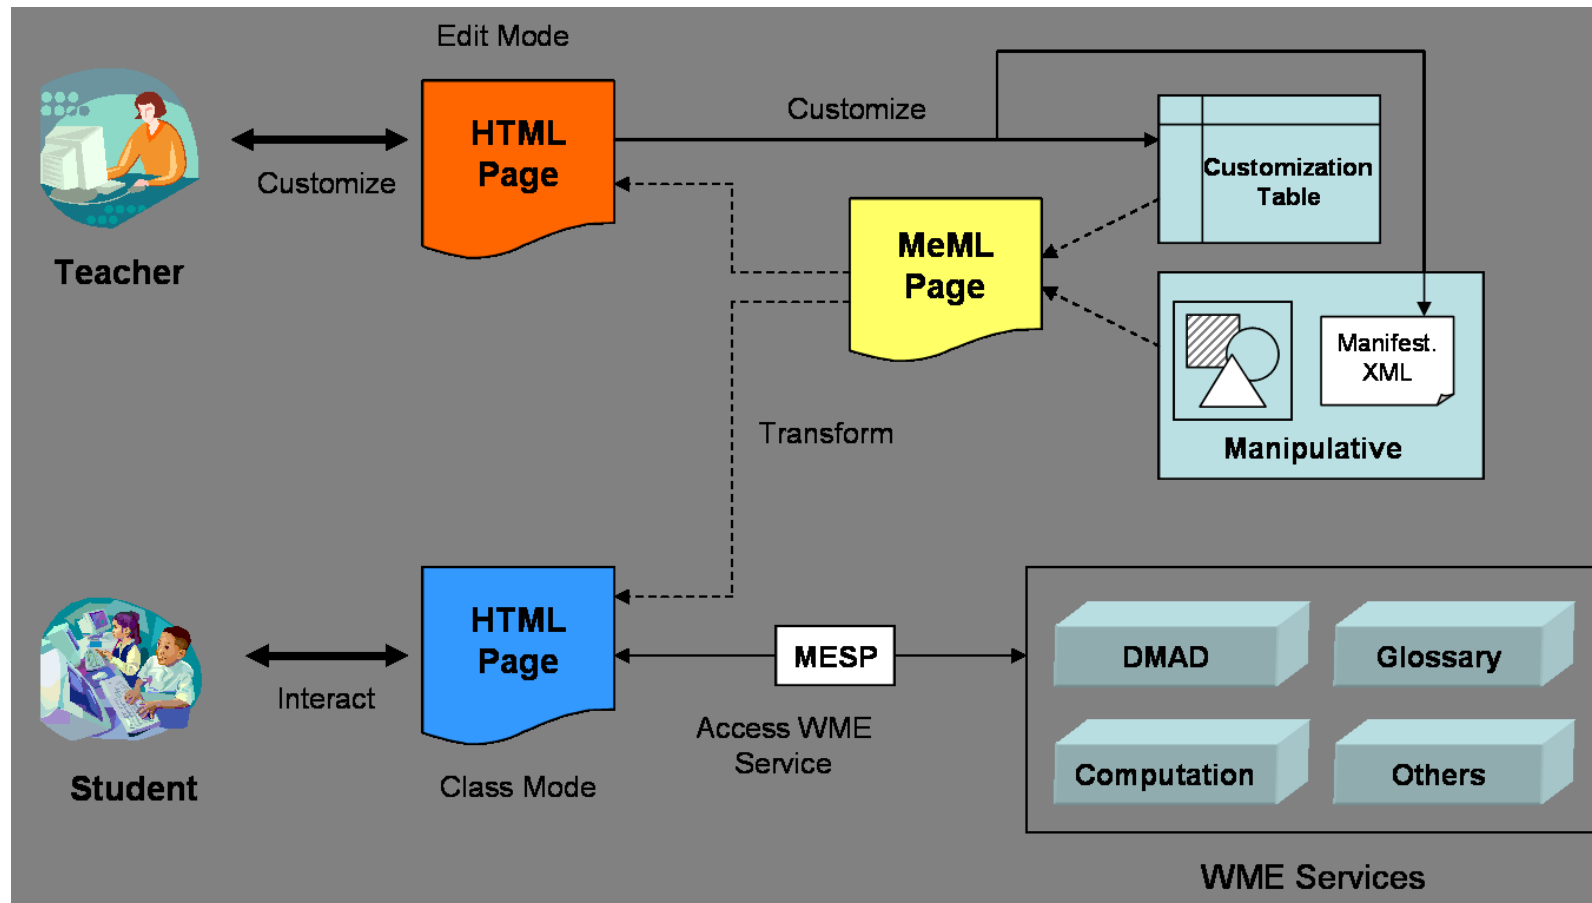 Edit Mode
HTML
Page
Customize
Customize
Teacher
Customization
Table
MeML
Page
Manifest.
XML
Manipulative
Transform
HTML
Page
Interact
Student
Class Mode
MESP
Access WME
Service
DMAD
Glossary
Computation
Others
WME Services